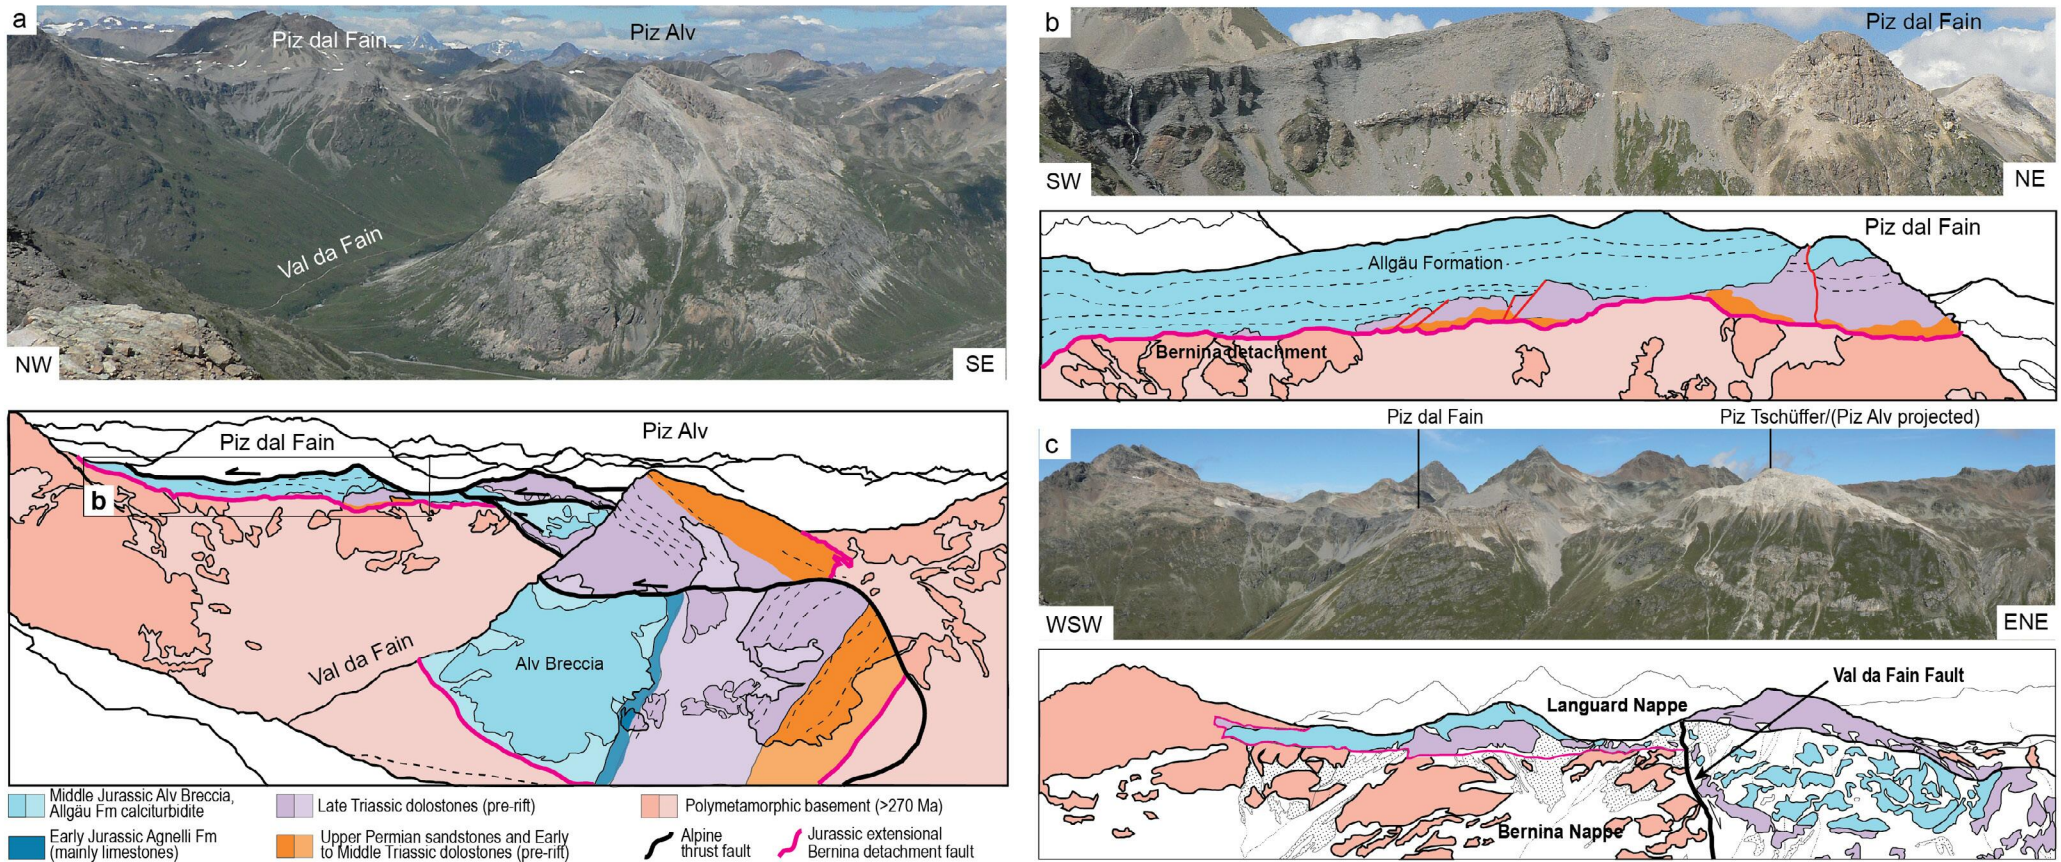 a
Piz dal Fain
Piz Alv
Val da Fain
NW
SE
b
Piz dal Fain
SW
NE
Piz dal Fain
Allgäu Formation
Bernina detachment
Piz dal Fain
Piz Alv
b
Val da Fain
Alv Breccia
Piz dal Fain
Piz Tschüffer/(Piz Alv projected)
c
WSW
ENE
Val da Fain Fault
Languard Nappe
Bernina Nappe
Middle Jurassic Alv Breccia,
Allgäu Fm calciturbidite
Early Jurassic Agnelli Fm
(mainly limestones)
Late Triassic dolostones (pre-rift)
Upper Permian sandstones and Early
to Middle Triassic dolostones (pre-rift)
Polymetamorphic basement (>270 Ma)
Alpine
thrust fault
Jurassic extensional
Bernina detachment fault